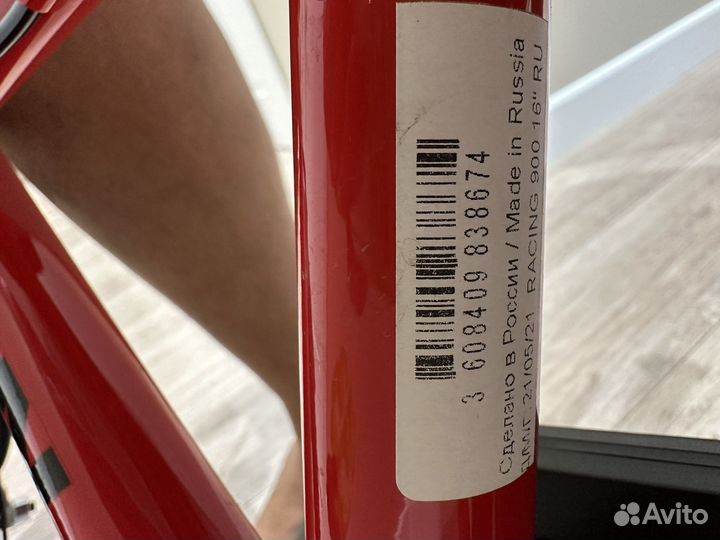 3 608409 838674
Сделано в России / Made in Russia
21/05/21 RACING 900 16" RU
Avito